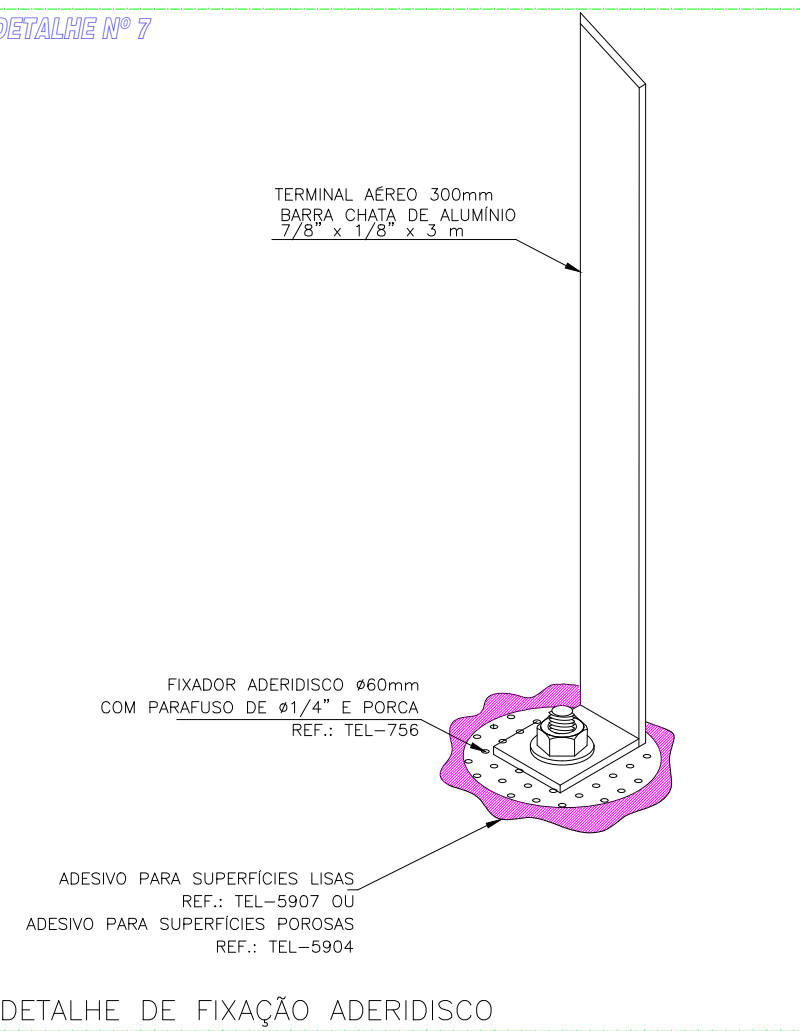 DETALHE Nº 7
TERMINAL AÉREO 300mm
BARRA CHATA DE ALUMÍNIO
7/8" x 1/8" x 3 m
FIXADOR ADERIDISCO ø60mm
COM PARAFUSO DE ø1/4" E PORCA
REF.: TEL-756
ADESIVO PARA SUPERFÍCIES LISAS
REF.: TEL-5907 OU
ADESIVO PARA SUPERFÍCIES POROSAS
REF.: TEL-5904
DETALHE DE FIXAÇÃO ADERIDISCO